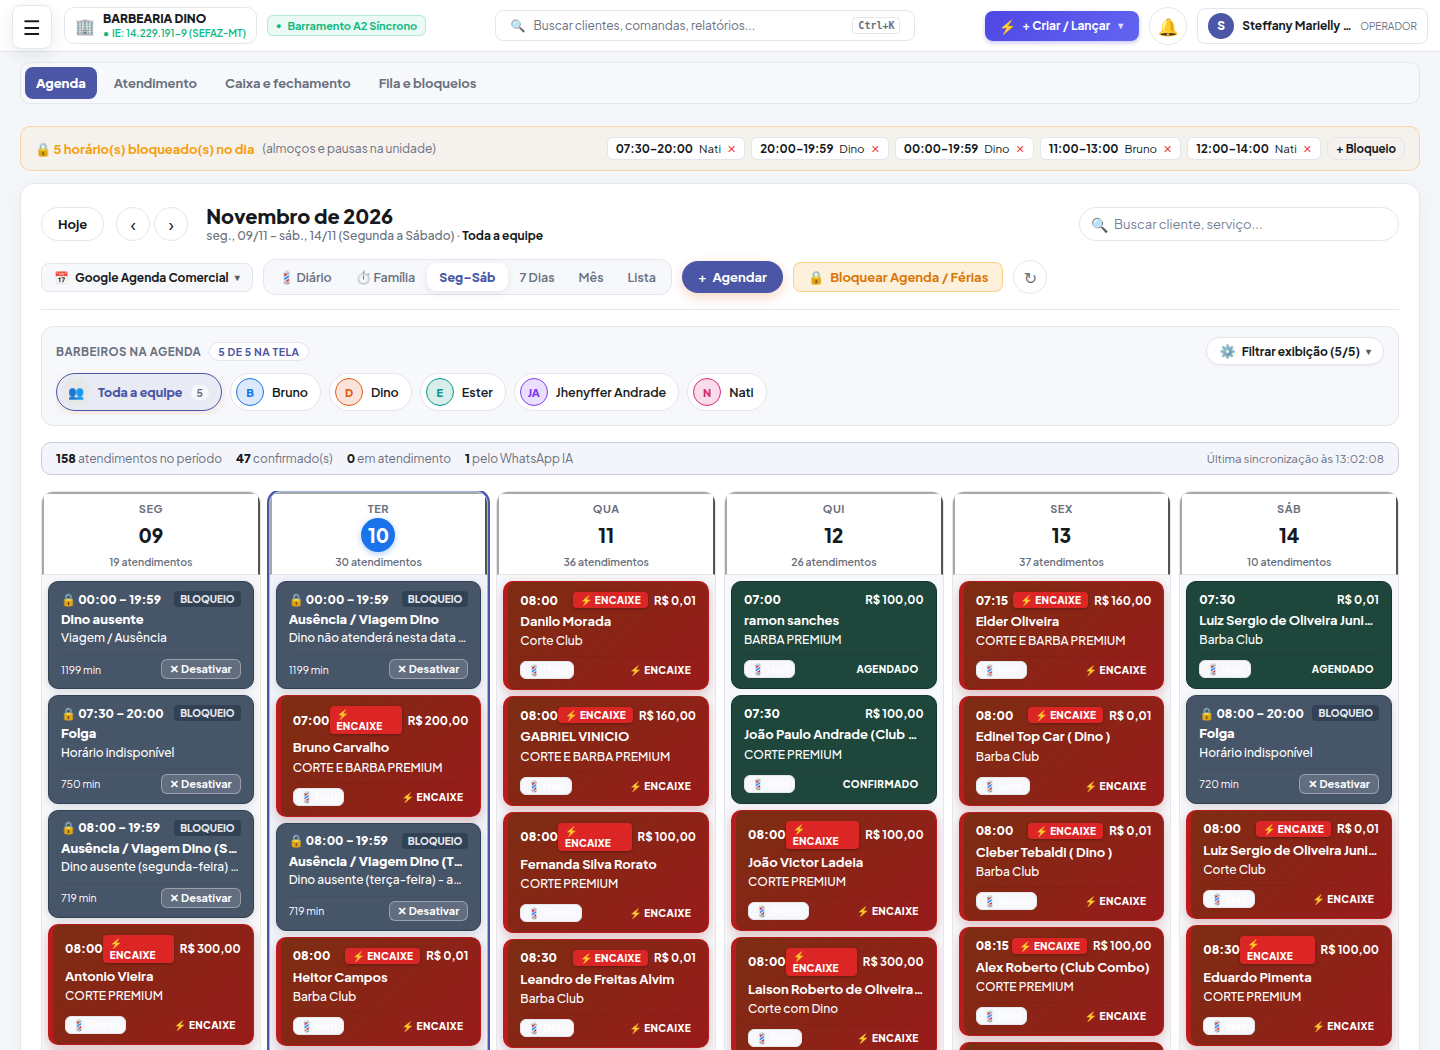 ☰ BARBEARIA DINO
● IE: 14.229.191-9 (SEFAZ-MT)
● Barramento A2 Síncrono
Buscar clientes, comandas, relatórios...
Ctrl+K
⚡ + Criar / Lançar ▾
S Steffany Marielly ... OPERADOR
Agenda Atendimento Caixa e fechamento Fila e bloqueios
5 horário(s) bloqueado(s) no dia (almoços e pausas na unidade)
07:30–20:00 Nati ✕ 20:00–19:59 Dino ✕ 00:00–19:59 Dino ✕ 11:00–13:00 Bruno ✕ 12:00–14:00 Nati ✕ + Bloqueio
Hoje ‹ › Novembro de 2026
seg., 09/11 – sáb., 14/11 (Segunda a Sábado) · Toda a equipe
Buscar cliente, serviço...
Google Agenda Comercial ▾ Diário Família Seg–Sáb 7 Dias Mês Lista + Agendar Bloquear Agenda / Férias ↻
BARBEIROS NA AGENDA 5 DE 5 NA TELA
Filtrar exibição (5/5) ▾
Toda a equipe 5 B Bruno D Dino E Ester JA Jhenyffer Andrade N Nati
158 atendimentos no período 47 confirmado(s) 0 em atendimento 1 pelo WhatsApp IA
Última sincronização às 13:02:08
SEG
09
19 atendimentos
00:00 – 19:59 BLOQUEIO
Dino ausente
Viagem / Ausência
1199 min ✕ Desativar
07:30 – 20:00 BLOQUEIO
Folga
Horário indisponível
750 min ✕ Desativar
08:00 – 19:59 BLOQUEIO
Ausência / Viagem Dino (S...
Dino ausente (segunda-feira) ...
719 min ✕ Desativar
08:00 ⚡ ENCAIXE R$ 300,00
Antonio Vieira
CORTE PREMIUM
⚡ ENCAIXE
TER
10
30 atendimentos
00:00 – 19:59 BLOQUEIO
Ausência / Viagem Dino
Dino não atenderá nesta data ...
1199 min ✕ Desativar
07:00 ⚡ ENCAIXE R$ 200,00
Bruno Carvalho
CORTE E BARBA PREMIUM
⚡ ENCAIXE
08:00 – 19:59 BLOQUEIO
Ausência / Viagem Dino (T...
Dino ausente (terça-feira) – a...
719 min ✕ Desativar
08:00 ⚡ ENCAIXE R$ 0,01
Heitor Campos
Barba Club
⚡ ENCAIXE
QUA
11
36 atendimentos
08:00 ⚡ ENCAIXE R$ 0,01
Danilo Morada
Corte Club
⚡ ENCAIXE
08:00 ⚡ ENCAIXE R$ 160,00
GABRIEL VINICIO
CORTE E BARBA PREMIUM
⚡ ENCAIXE
08:00 ⚡ ENCAIXE R$ 100,00
Fernanda Silva Rorato
CORTE PREMIUM
⚡ ENCAIXE
08:30 ⚡ ENCAIXE R$ 0,01
Leandro de Freitas Alvim
Barba Club
⚡ ENCAIXE
QUI
12
26 atendimentos
07:00 R$ 100,00
ramon sanches
BARBA PREMIUM
AGENDADO
07:30 R$ 100,00
João Paulo Andrade (Club ...
CORTE PREMIUM
CONFIRMADO
08:00 ⚡ ENCAIXE R$ 100,00
João Victor Ladeia
CORTE PREMIUM
⚡ ENCAIXE
08:00 ⚡ ENCAIXE R$ 300,00
Laison Roberto de Oliveira...
Corte com Dino
⚡ ENCAIXE
SEX
13
37 atendimentos
07:15 ⚡ ENCAIXE R$ 160,00
Elder Oliveira
CORTE E BARBA PREMIUM
⚡ ENCAIXE
08:00 ⚡ ENCAIXE R$ 0,01
Edinei Top Car ( Dino )
Barba Club
⚡ ENCAIXE
08:00 ⚡ ENCAIXE R$ 0,01
Cleber Tebaldi ( Dino )
Barba Club
⚡ ENCAIXE
08:15 ⚡ ENCAIXE R$ 100,00
Alex Roberto (Club Combo)
CORTE PREMIUM
⚡ ENCAIXE
SÁB
14
10 atendimentos
07:30 R$ 0,01
Luiz Sergio de Oliveira Juni...
Barba Club
AGENDADO
08:00 – 20:00 BLOQUEIO
Folga
Horário indisponível
720 min ✕ Desativar
08:00 ⚡ ENCAIXE R$ 0,01
Luiz Sergio de Oliveira Juni...
Corte Club
⚡ ENCAIXE
08:30 ⚡ ENCAIXE R$ 100,00
Eduardo Pimenta
CORTE PREMIUM
⚡ ENCAIXE